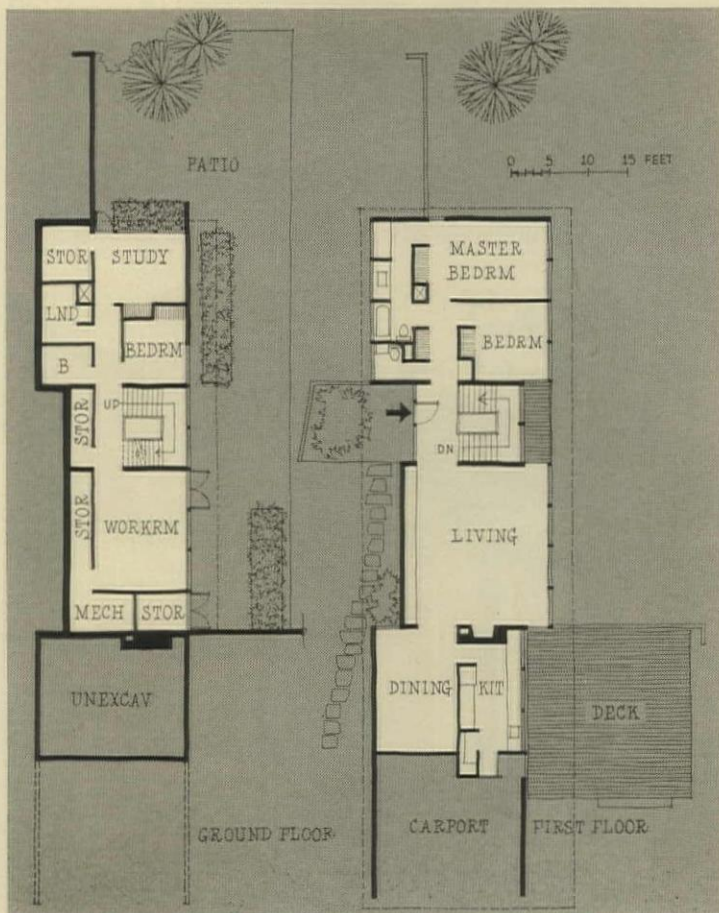 PATIO
0 5 10 15 FEET
STOR
STUDY
LND
BEDRM
B
STOR
UP
STOR
WORKRM
MECH
STOR
UNEXCAV
GROUND FLOOR
MASTER
BEDRM
BEDRM
DN
LIVING
DINING
KIT
DECK
CARPORT
FIRST FLOOR